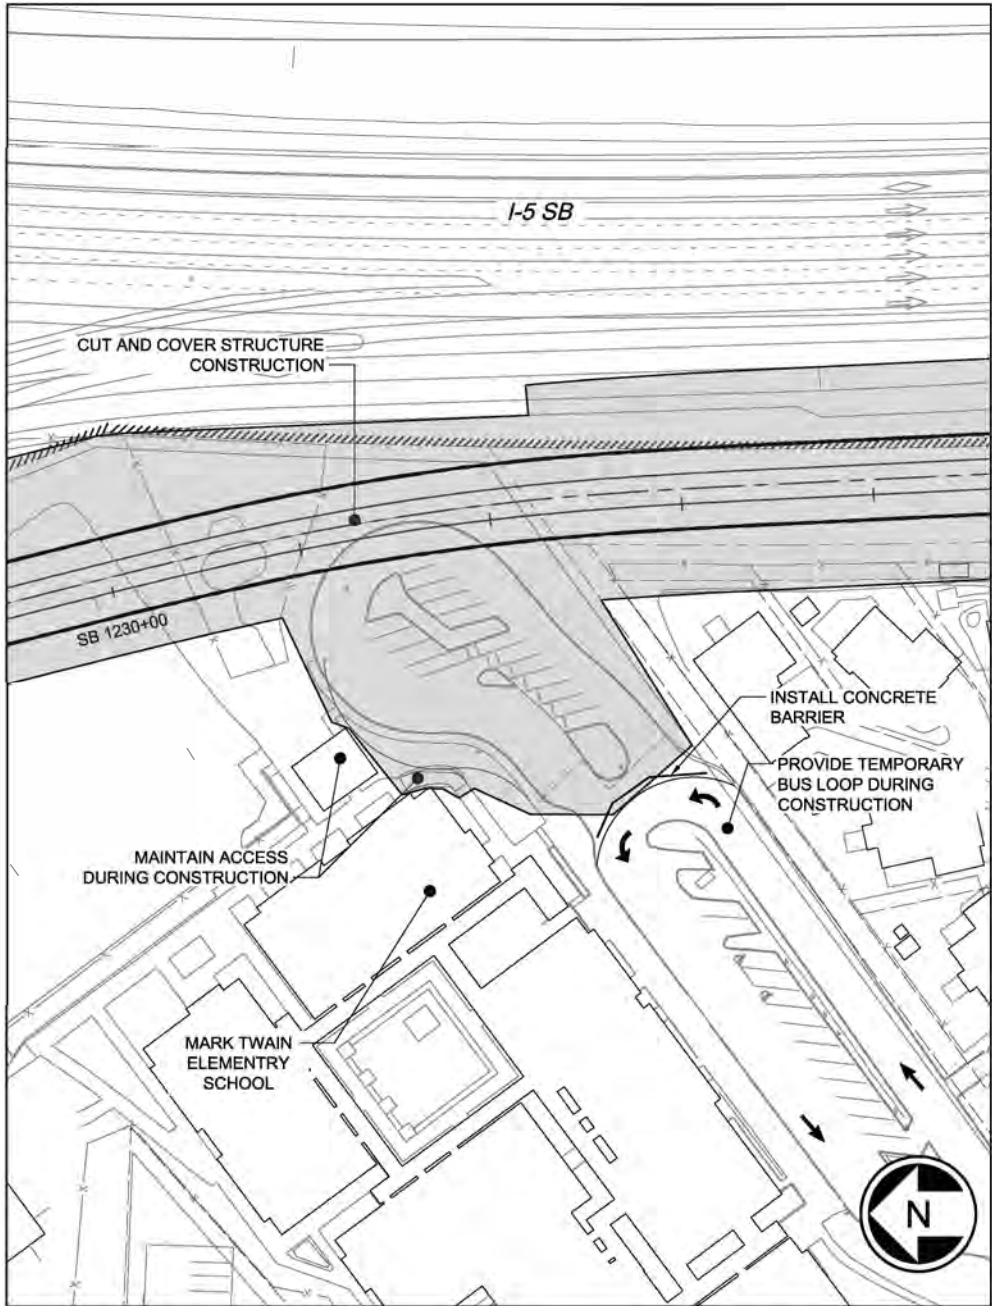 I-5 SB
CUT AND COVER STRUCTURE
CONSTRUCTION
SB 1230+00
INSTALL CONCRETE
BARRIER
PROVIDE TEMPORARY
BUS LOOP DURING
CONSTRUCTION
MAINTAIN ACCESS
DURING CONSTRUCTION
MARK TWAIN
ELEMENTRY
SCHOOL
N